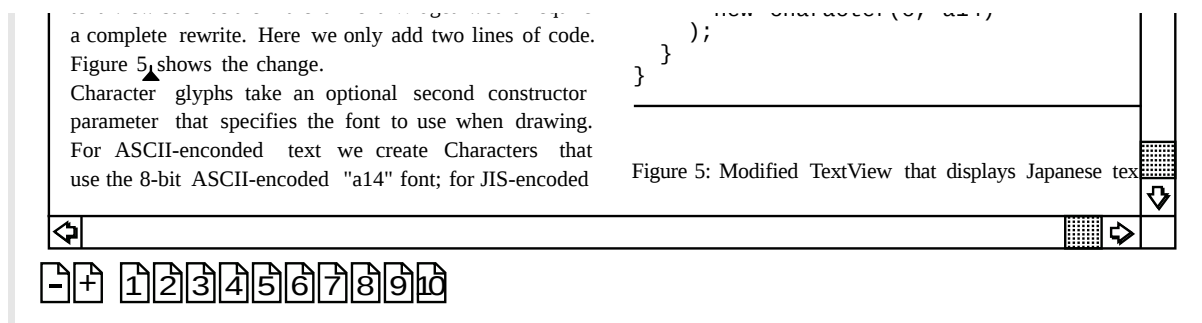 a complete rewrite. Here we only add two lines of code.
Figure 5 shows the change.
Character glyphs take an optional second constructor
parameter that specifies the font to use when drawing.
For ASCII-enconded text we create Characters that
use the 8-bit ASCII-encoded "a14" font; for JIS-encoded
new Character(c, a14)
);
}
}
Figure 5: Modified TextView that displays Japanese tex
- + 1 2 3 4 5 6 7 8 9 10